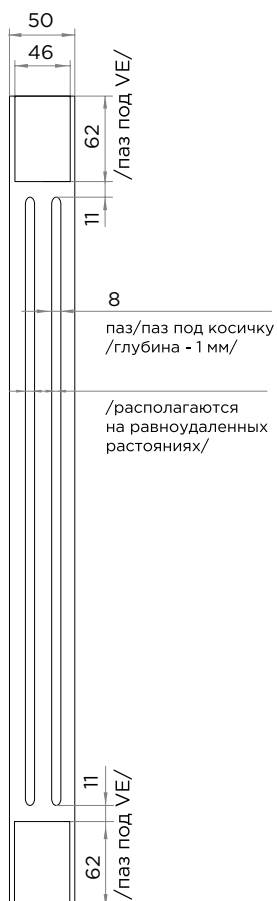 50
46
62
/паз под VE/
11
8
паз/паз под косичку
/глубина - 1 мм/
/располагаются
на равноудаленных
растояниях/
11
62
/паз под VE/